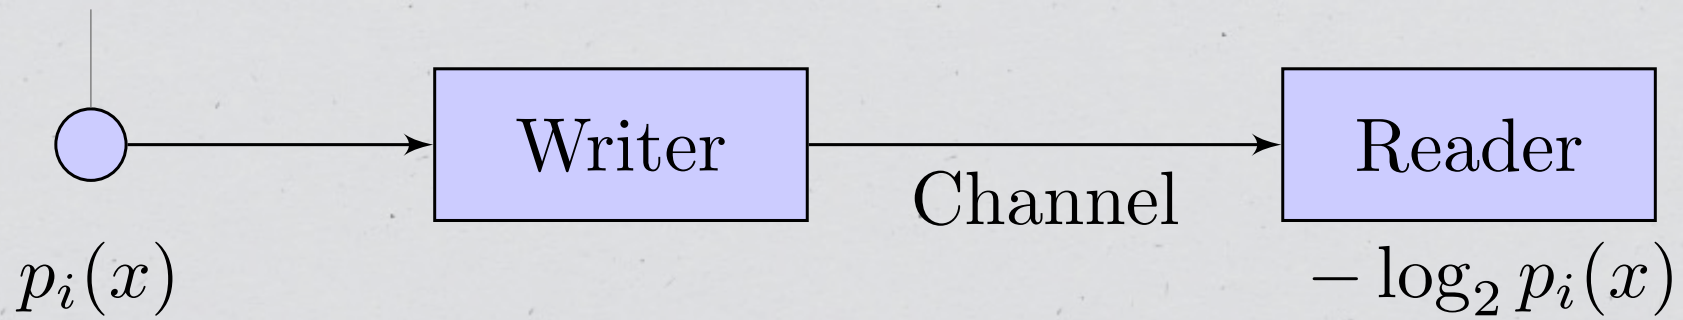 Writer
Reader
Channel
p_i(x)
− log_2 p_i(x)